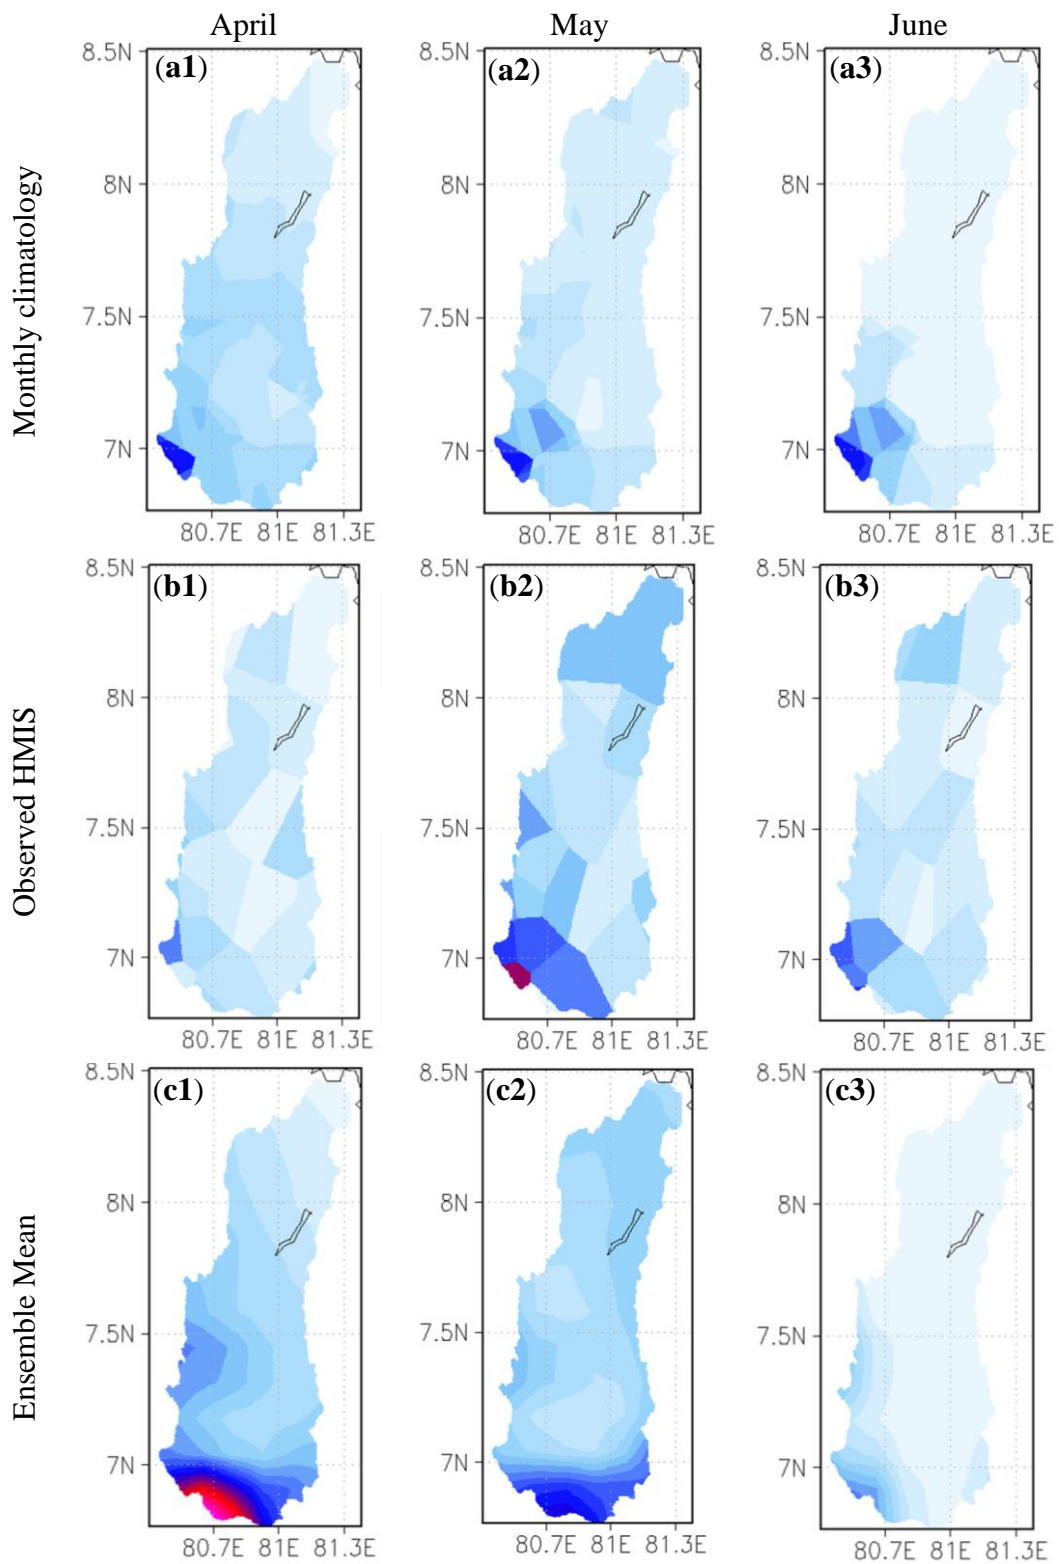 April May June
Monthly climatology
(a1) (a2) (a3)
8.5N 8.5N 8.5N
8N 8N 8N
7.5N 7.5N 7.5N
7N 7N 7N
80.7E 81E 81.3E 80.7E 81E 81.3E 80.7E 81E 81.3E
Observed HMIS
(b1) (b2) (b3)
8.5N 8.5N 8.5N
8N 8N 8N
7.5N 7.5N 7.5N
7N 7N 7N
80.7E 81E 81.3E 80.7E 81E 81.3E 80.7E 81E 81.3E
Ensemble Mean
(c1) (c2) (c3)
8.5N 8.5N 8.5N
8N 8N 8N
7.5N 7.5N 7.5N
7N 7N 7N
80.7E 81E 81.3E 80.7E 81E 81.3E 80.7E 81E 81.3E